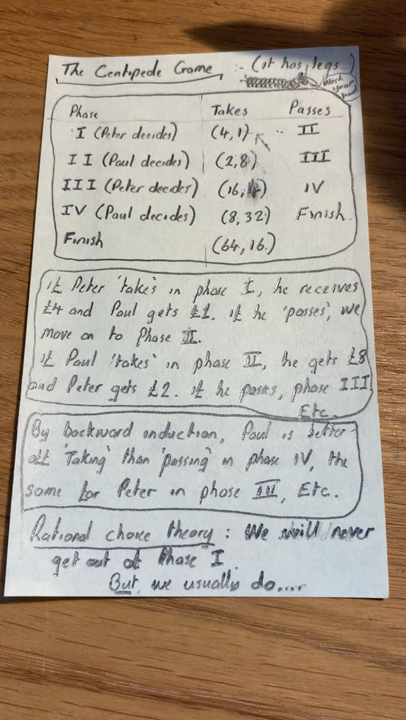 The Centipede Game :- (it has legs)
Phase Takes Passes
I (Peter decides) (4,1) II
II (Paul decides) (2,8) III
III (Peter decides) (16,4) IV
IV (Paul decides) (8,32) Finish.
Finish (64,16.)
If Peter 'takes' in phase I, he receives
£4 and Paul gets £1. if he 'passes', we
move on to Phase II.
if Paul 'takes' in phase II, he gets £8
and Peter gets £2. if he passes, phase III
Etc.
By backward induction, Paul is better
off 'Taking' than 'passing' in phase IV, the
same for Peter in phase III, Etc.
Rational choice theory: We will never
get out of Phase I.
But we usually do....